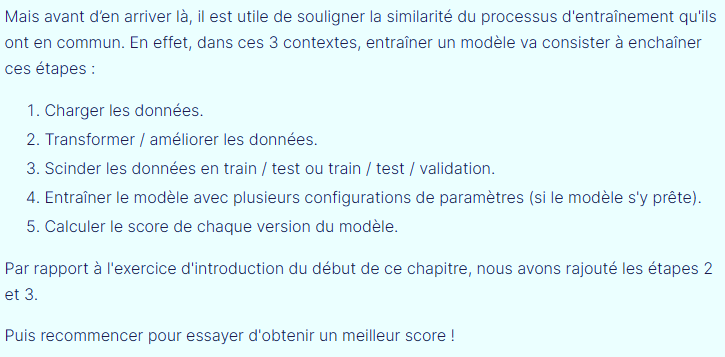 Mais avant d’en arriver là, il est utile de souligner la similarité du processus d'entraînement qu'ils
ont en commun. En effet, dans ces 3 contextes, entraîner un modèle va consister à enchaîner
ces étapes :
1. Charger les données.
2. Transformer / améliorer les données.
3. Scinder les données en train / test ou train / test / validation.
4. Entraîner le modèle avec plusieurs configurations de paramètres (si le modèle s'y prête).
5. Calculer le score de chaque version du modèle.
Par rapport à l'exercice d'introduction du début de ce chapitre, nous avons rajouté les étapes 2
et 3.
Puis recommencer pour essayer d'obtenir un meilleur score !